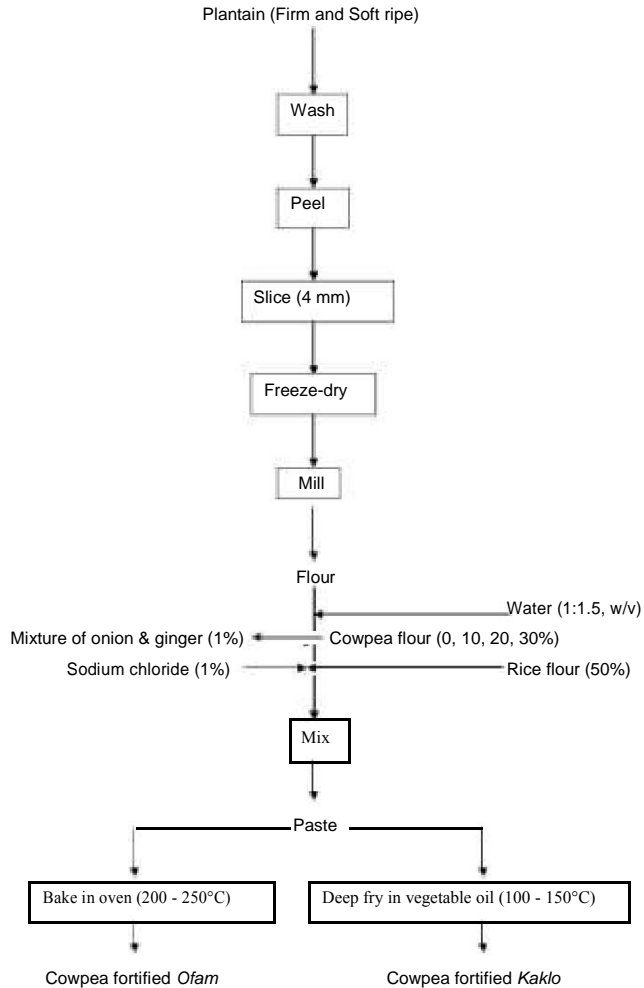 Plantain (Firm and Soft ripe)
Wash
Peel
Slice (4 mm)
Freeze-dry
Mill
Flour
Water (1:1.5, w/v)
Mixture of onion & ginger (1%)
Cowpea flour (0, 10, 20, 30%)
Sodium chloride (1%)
Rice flour (50%)
Mix
Paste
Bake in oven (200 - 250°C)
Deep fry in vegetable oil (100 - 150°C)
Cowpea fortified Ofam
Cowpea fortified Kaklo